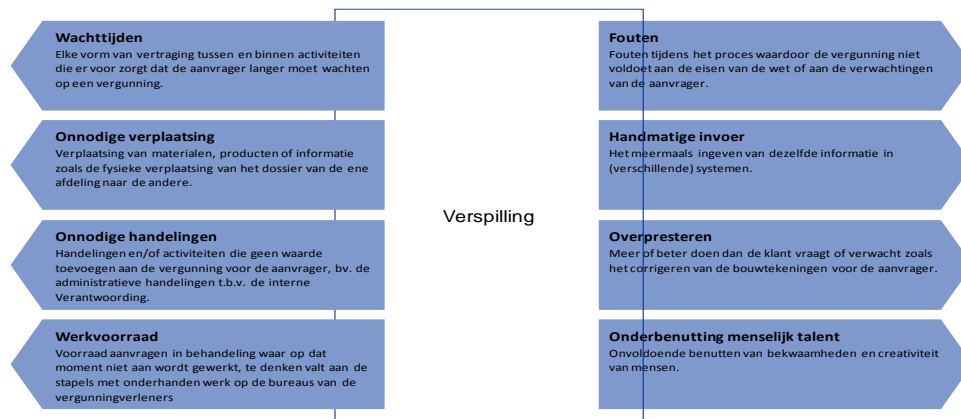 Wachttijden
Elke vorm van vertraging tussen en binnen activiteiten
die er voor zorgt dat de aanvrager langer moet wachten
op een vergunning.
Onnodige verplaatsing
Verplaatsing van materialen, producten of informatie
zoals de fysieke verplaatsing van het dossier van de ene
afdeling naar de andere.
Onnodige handelingen
Handelingen en/of activiteiten die geen waarde
toevoegen aan de vergunning voor de aanvrager, bv. de
administratieve handelingen t.b.v. de interne
Verantwoording.
Werkvoorraad
Voorraad aanvragen in behandeling waar op dat
moment niet aan wordt gewerkt, te denken valt aan de
stapels met onderhanden werk op de bureaus van de
vergunningverleners
Verspilling
Fouten
Fouten tijdens het proces waardoor de vergunning niet
voldoet aan de eisen van de wet of aan de verwachtingen
van de aanvrager.
Handmatige invoer
Het meermaals ingeven van dezelfde informatie in
(verschillende) systemen.
Overpresteren
Meer of beter doen dan de klant vraagt of verwacht zoals
het corrigeren van de bouwtekeningen voor de aanvrager.
Onderbenutting menselijk talent
Onvoldoende benutten van bekwaamheden en creativiteit
van mensen.